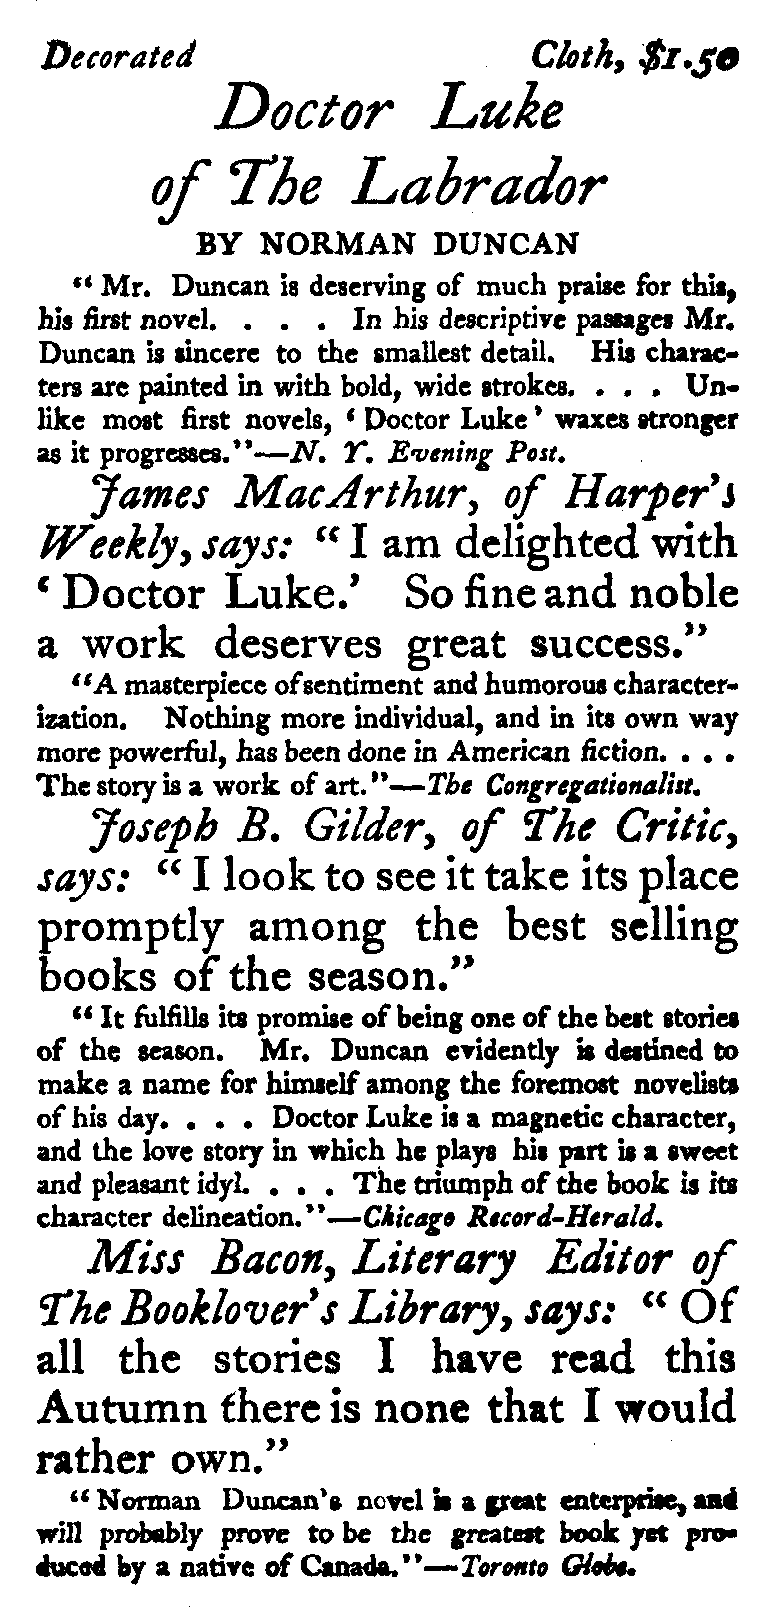 Decorated Cloth, $1.50
Doctor Luke
of The Labrador
BY NORMAN DUNCAN
“Mr. Duncan is deserving of much praise for this,
his first novel. . . . . In his descriptive passages Mr.
Duncan is sincere to the smallest detail. His charac-
ters are painted in with bold, wide strokes. . . . Un-
like most first novels, ‘Doctor Luke’ waxes stronger
as it progresses.”—N. Y. Evening Post.
James MacArthur, of Harper’s
Weekly, says: “I am delighted with
‘Doctor Luke.’ So fine and noble
a work deserves great success.”
“A masterpiece of sentiment and humorous character-
ization. Nothing more individual, and in its own way
more powerful, has been done in American fiction. . . .
The story is a work of art.”—The Congregationalist.
Joseph B. Gilder, of The Critic,
says: “I look to see it take its place
promptly among the best selling
books of the season.”
“It fulfills its promise of being one of the best stories
of the season. Mr. Duncan evidently is destined to
make a name for himself among the foremost novelists
of his day. . . . . Doctor Luke is a magnetic character,
and the love story in which he plays his part is a sweet
and pleasant idyl. . . . . The triumph of the book is its
character delineation.”—Chicago Record-Herald.
Miss Bacon, Literary Editor of
The Booklover’s Library, says: “Of
all the stories I have read this
Autumn there is none that I would
rather own.”
“Norman Duncan’s novel is a great enterprise, and
will probably prove to be the greatest book yet pro-
duced by a native of Canada.”—Toronto Globe.